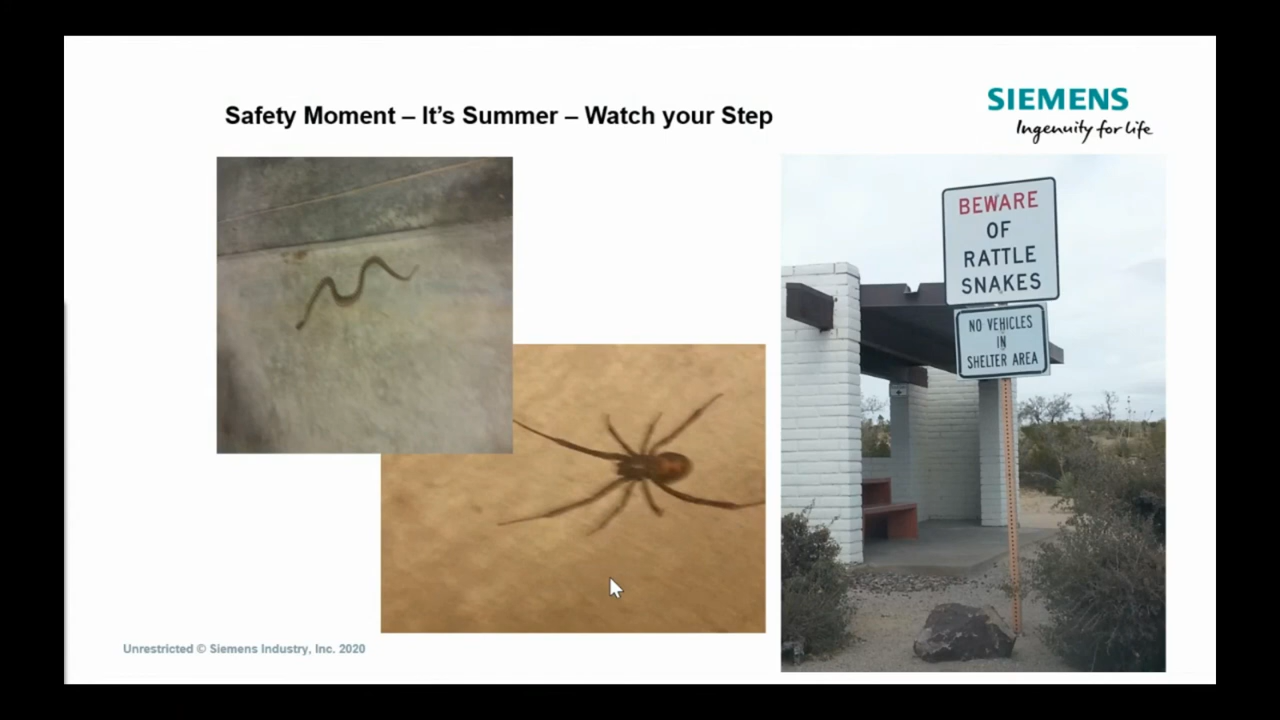 Safety Moment – It's Summer – Watch your Step
SIEMENS
Ingenuity for life
BEWARE
OF
RATTLE
SNAKES
NO VEHICLES
IN
SHELTER AREA
Unrestricted © Siemens Industry, Inc. 2020